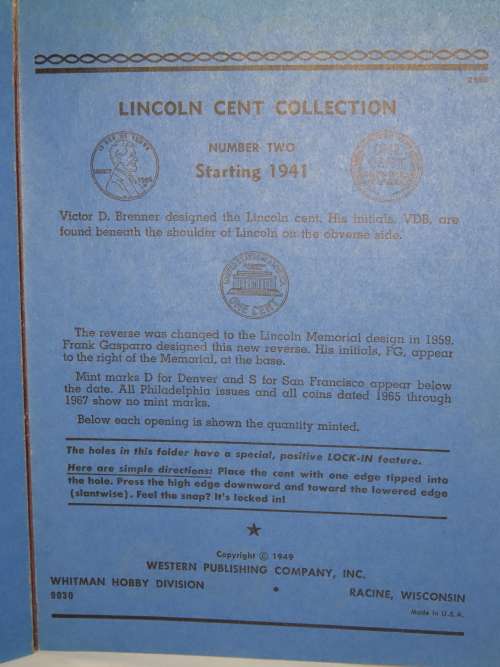 LINCOLN CENT COLLECTION
NUMBER TWO
Starting 1941
Victor D. Brenner designed the Lincoln cent. His initials, VDB, are
found beneath the shoulder of Lincoln on the obverse side.
ONE CENT
The reverse was changed to the Lincoln Memorial design in 1959.
Frank Gasparro designed this new reverse. His initials, FG, appear
to the right of the Memorial, at the base.
Mint marks D for Denver and S for San Francisco appear below
the date. All Philadelphia issues and all coins dated 1965 through
1967 show no mint marks.
Below each opening is shown the quantity minted.
The holes in this folder have a special, positive LOCK-IN feature.
Here are simple directions: Place the cent with one edge tipped into
the hole. Press the high edge downward and toward the lowered edge
(slantwise). Feel the snap? It's locked in!
Copyright © 1949
WESTERN PUBLISHING COMPANY, INC.
WHITMAN HOBBY DIVISION • RACINE, WISCONSIN
9030
Made in U.S.A.